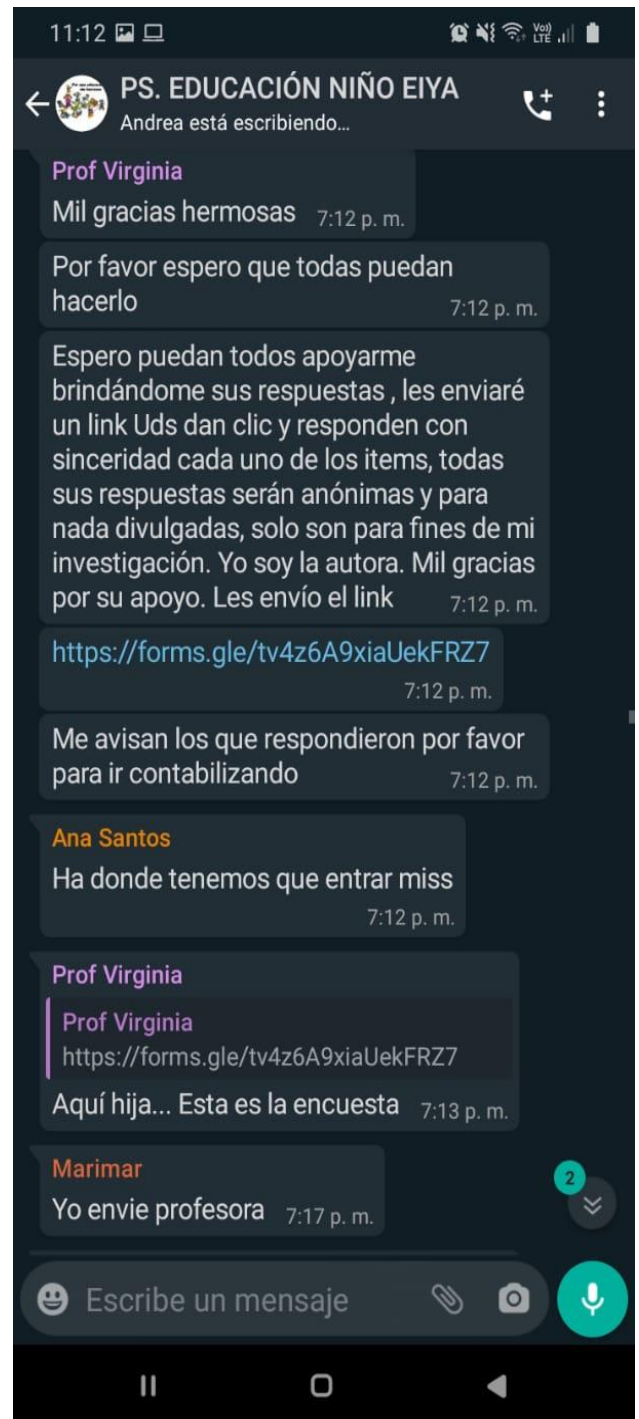 11:12
PS. EDUCACIÓN NIÑO EIYA
Andrea está escribiendo...
Prof Virginia
Mil gracias hermosas 7:12 p. m.
Por favor espero que todas puedan
hacerlo 7:12 p. m.
Espero puedan todos apoyarme
brindándome sus respuestas , les enviaré
un link Uds dan clic y responden con
sinceridad cada uno de los items, todas
sus respuestas serán anónimas y para
nada divulgadas, solo son para fines de mi
investigación. Yo soy la autora. Mil gracias
por su apoyo. Les envío el link 7:12 p. m.
https://forms.gle/tv4z6A9xiaUekFRZ7
7:12 p. m.
Me avisan los que respondieron por favor
para ir contabilizando 7:12 p. m.
Ana Santos
Ha donde tenemos que entrar miss
7:12 p. m.
Prof Virginia
Prof Virginia
https://forms.gle/tv4z6A9xiaUekFRZ7
Aquí hija... Esta es la encuesta 7:13 p. m.
Marimar
Yo envie profesora 7:17 p. m.
2
Escribe un mensaje